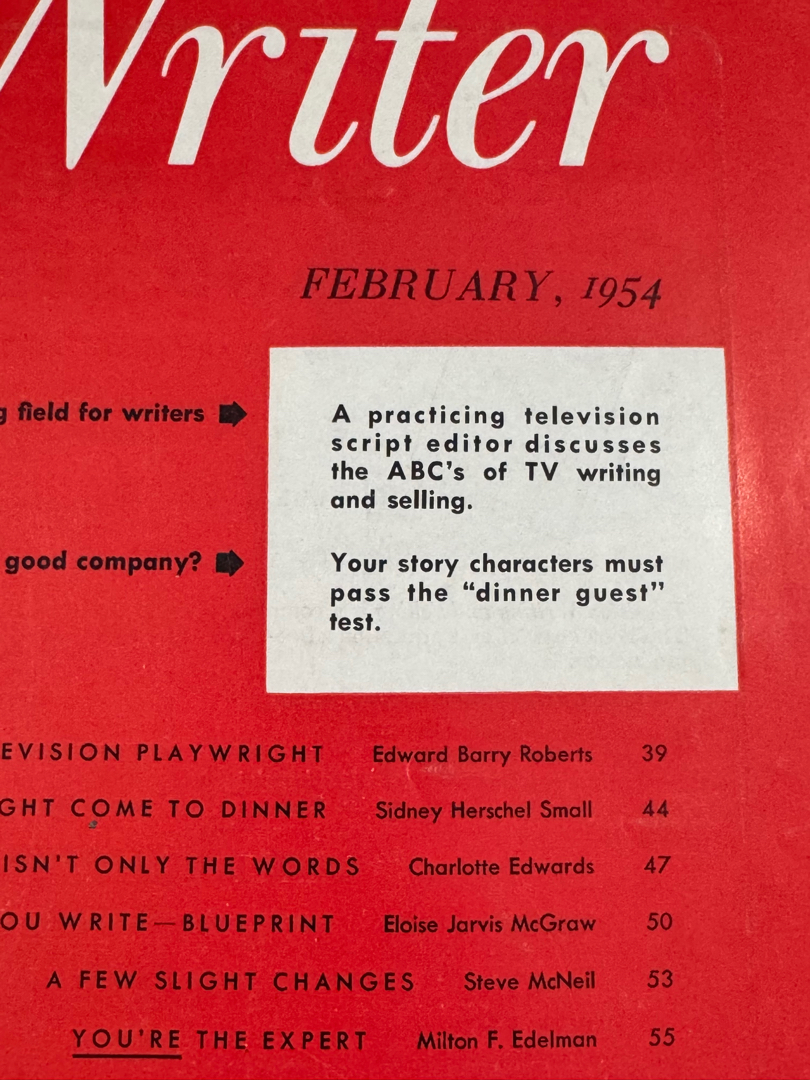 Writer
FEBRUARY, 1954
field for writers
A practicing television
script editor discusses
the ABC's of TV writing
and selling.
good company?
Your story characters must
pass the "dinner guest"
test.
EVISION PLAYWRIGHT Edward Barry Roberts 39
GHT COME TO DINNER Sidney Herschel Small 44
ISN'T ONLY THE WORDS Charlotte Edwards 47
OU WRITE—BLUEPRINT Eloise Jarvis McGraw 50
A FEW SLIGHT CHANGES Steve McNeil 53
YOU'RE THE EXPERT Milton F. Edelman 55